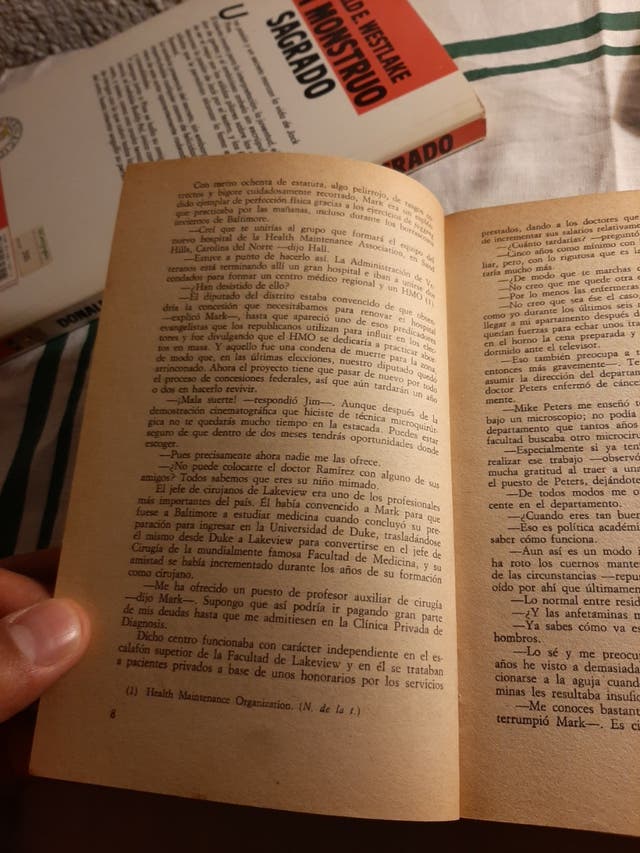 LD E. WESTLAKE
MONSTRUO
SAGRADO
GRADO
DONAL
Con metro ochenta de estatura, algo pelirrojo, de rasgos
rectos y bigote cuidadosamente recortado, Mark era un
dido ejemplar de perfección física gracias a los ejercicios de
que practicaba por las mañanas, incluso durante los borrascosos
inviernos de Baltimore.
—Creí que te unirías al grupo que formará el equipo del
nuevo hospital de la Health Maintenance Association, en Sand
Hills, Carolina del Norte —dijo Hall.
—Estuve a punto de hacerlo así. La Administración de Ve-
teranos está terminando allí un gran hospital e iban a unirse dos
condados para formar un centro médico regional y un HMO (1).
—¿Han desistido de ello?
—El diputado del distrito estaba convencido de que obten-
dría la concesión que necesitábamos para renovar el hospital
—explicó Mark—, hasta que apareció uno de esos predicadores
evangelistas que los republicanos utilizan para influir en los elec-
tores y fue divulgando que el HMO se dedicaría a practicar abor-
tos en masa. Y aquello fue una condena de muerte para la zona,
de modo que, en las últimas elecciones, nuestro diputado quedó
arrinconado. Ahora el proyecto tiene que pasar de nuevo por todo
el proceso de concesiones federales, así que aún tardarán un año
o dos en hacerlo revivir.
—¡Mala suerte! —respondió Jim—. Aunque después de la
demostración cinematográfica que hiciste de técnica microquirúr-
gica no te quedarás mucho tiempo en la estacada. Puedes estar
seguro de que dentro de dos meses tendrás oportunidades donde
escoger.
—Pues precisamente ahora nadie me las ofrece.
—¿No puede colocarte el doctor Ramírez con alguno de sus
amigos? Todos sabemos que eres su niño mimado.
El jefe de cirujanos de Lakeview era uno de los profesionales
más importantes del país. Él había convencido a Mark para que
fuese a Baltimore a estudiar medicina cuando concluyó su pre-
paración para ingresar en la Universidad de Duke, trasladándose
él mismo desde Duke a Lakeview para convertirse en el jefe de
Cirugía de la mundialmente famosa Facultad de Medicina, y su
amistad se había incrementado durante los años de su formación
como cirujano.
—Me ha ofrecido un puesto de profesor auxiliar de cirugía
—dijo Mark—. Supongo que así podría ir pagando gran parte
de mis deudas hasta que me admitiesen en la Clínica Privada de
Diagnosis.
Dicho centro funcionaba con carácter independiente en el es-
calafón superior de la Facultad de Lakeview y en él se trataban
a pacientes privados a base de unos honorarios por los servicios
(1) Health Maintenance Organization. (N. de la t.)
8
prestados, dando a los doctores que
de incrementar sus salarios relativame
—¿Cuánto tardarías? —preguntó
—Cinco años como mínimo con
liar, pero, con lo rigurosa que es la
taría mucho más.
—De modo que te marchas
—No creo que me quede otra
—Por lo menos las enfermeras
—No creo que sea ése el caso
como yo durante los últimos seis
llegar a mi apartamento después de
quedan fuerzas para echar unos tra
en el horno la cena preparada y
dormido ante el televisor.
—Eso también preocupa a
entonces más gravemente—. Te
asumir la dirección del departam
doctor Peters enfermó de cánce
mente.
—Mike Peters me enseñó t
bajo un microscopio; no podía
departamento que tantos años
facultad buscaba otro microciru
—Especialmente si ya ten
realizar ese trabajo —observó
mucha gratitud al traer a un
el puesto de Peters, dejándote
—De todos modos me o
cente en el departamento.
—¿Cuándo eres tan buer
—Eso es política académi
saber cómo funciona.
—Aun así es un modo i
ha roto los cuernos mante
de las circunstancias —repu
oído por ahí que últimamen
—Lo normal entre resid
—¿Y las anfetaminas m
—Ya sabes cómo va es
hombros.
—Lo sé y me preocup
años he visto a demasiada
cionarse a la aguja cuand
minas les resultaba insufic
—Me conoces bastant
terrumpió Mark—. Es ci